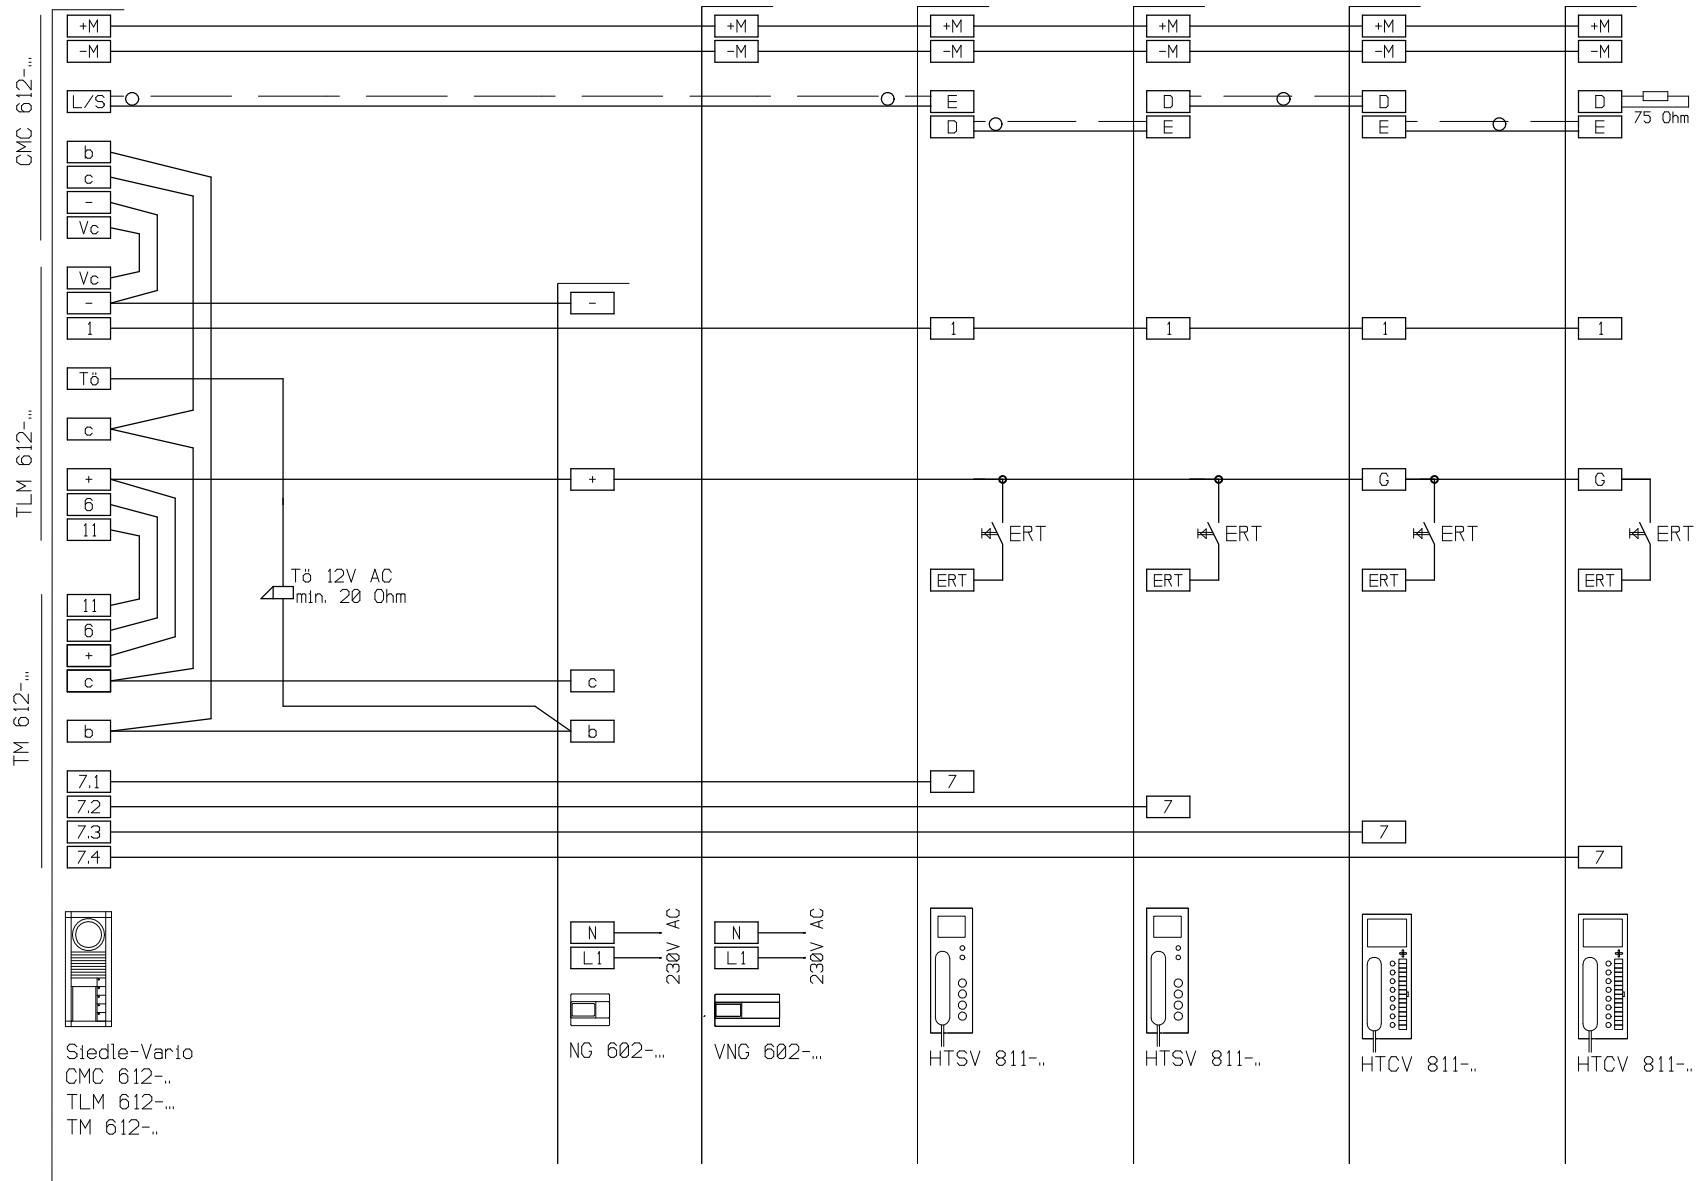 +M +M +M +M +M +M
-M -M -M -M -M -M
CMC 612-...
L/S E D D D
D E E E
75 Ohm
b
c
-
Vc
Vc
- -
1 1 1 1 1
TLM 612-...
Tö
c
+ + G G
6
11
ERT ERT ERT ERT
ERT ERT ERT ERT
Tö 12V AC
min. 20 Ohm
TM 612-...
11
6
+
c c
b b
7.1 7
7.2 7
7.3 7
7.4 7
N N
L1 L1
230V AC 230V AC
Siedle-Vario
CMC 612-..
TLM 612-...
TM 612-..
NG 602-...
VNG 602-...
HTSV 811-..
HTSV 811-..
HTCV 811-..
HTCV 811-..